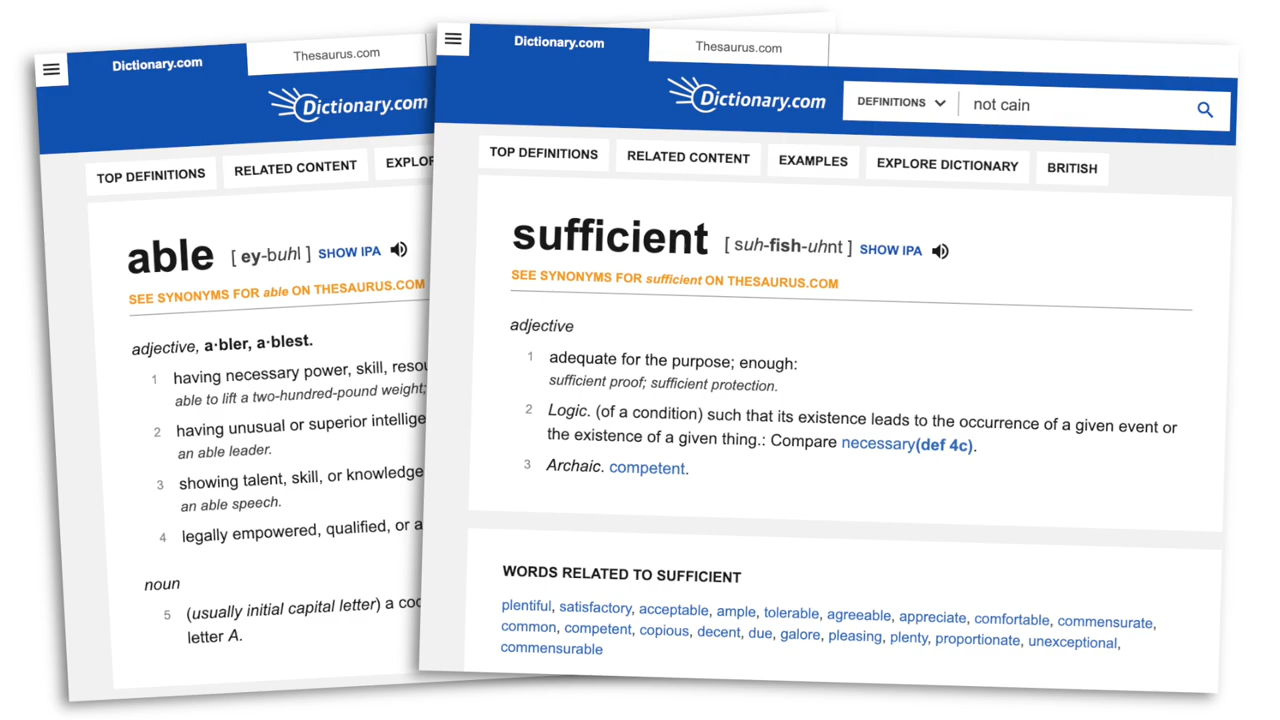 Dictionary.com
Thesaurus.com
Dictionary.com
TOP DEFINITIONS
RELATED CONTENT
able [ ey-buhl ] SHOW IPA
SEE SYNONYMS FOR able ON THESAURUS.COM
adjective, a·bler, a·blest.
1 having necessary power, skill,
able to lift a two-hundred-pound weight;
2 having unusual or superior
an able leader.
3 showing talent, skill, or knowledge
an able speech.
4 legally empowered, qualified, or
noun
5 (usually initial capital letter) a
letter A.
Dictionary.com
Thesaurus.com
Dictionary.com
DEFINITIONS
not cain
TOP DEFINITIONS
RELATED CONTENT
EXAMPLES
EXPLORE DICTIONARY
BRITISH
sufficient [ suh-fish-uhnt ] SHOW IPA
SEE SYNONYMS FOR sufficient ON THESAURUS.COM
adjective
1 adequate for the purpose; enough:
sufficient proof; sufficient protection.
2 Logic. (of a condition) such that its existence leads to the occurrence of a given event or
the existence of a given thing.: Compare necessary(def 4c).
3 Archaic. competent.
WORDS RELATED TO SUFFICIENT
plentiful, satisfactory, acceptable, ample, tolerable, agreeable, appreciate, comfortable, commensurate,
common, competent, copious, decent, due, galore, pleasing, plenty, proportionate, unexceptional,
commensurable